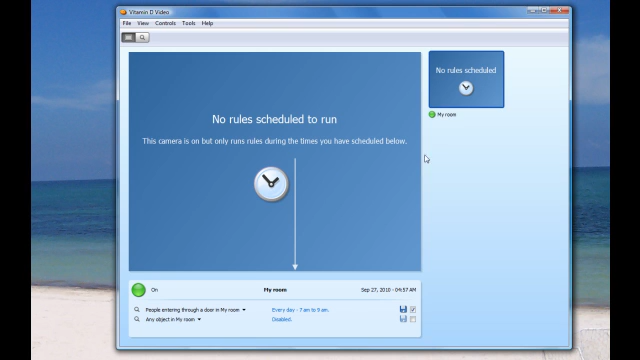 Vitamin D Video
File View Controls Tools Help
No rules scheduled to run
This camera is on but only runs rules during the times you have scheduled below.
No rules scheduled
My room
On My room Sep 27, 2010 - 04:57 AM
People entering through a door in My room Every day - 7 am to 9 am.
Any object in My room Disabled.